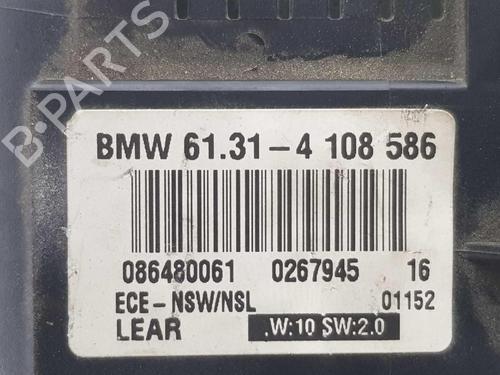 B-PARTS
BMW 61.31-4 108 586
086480061 0267945 16
ECE-NSW/NSL 01152
LEAR .W:10 SW:2.0